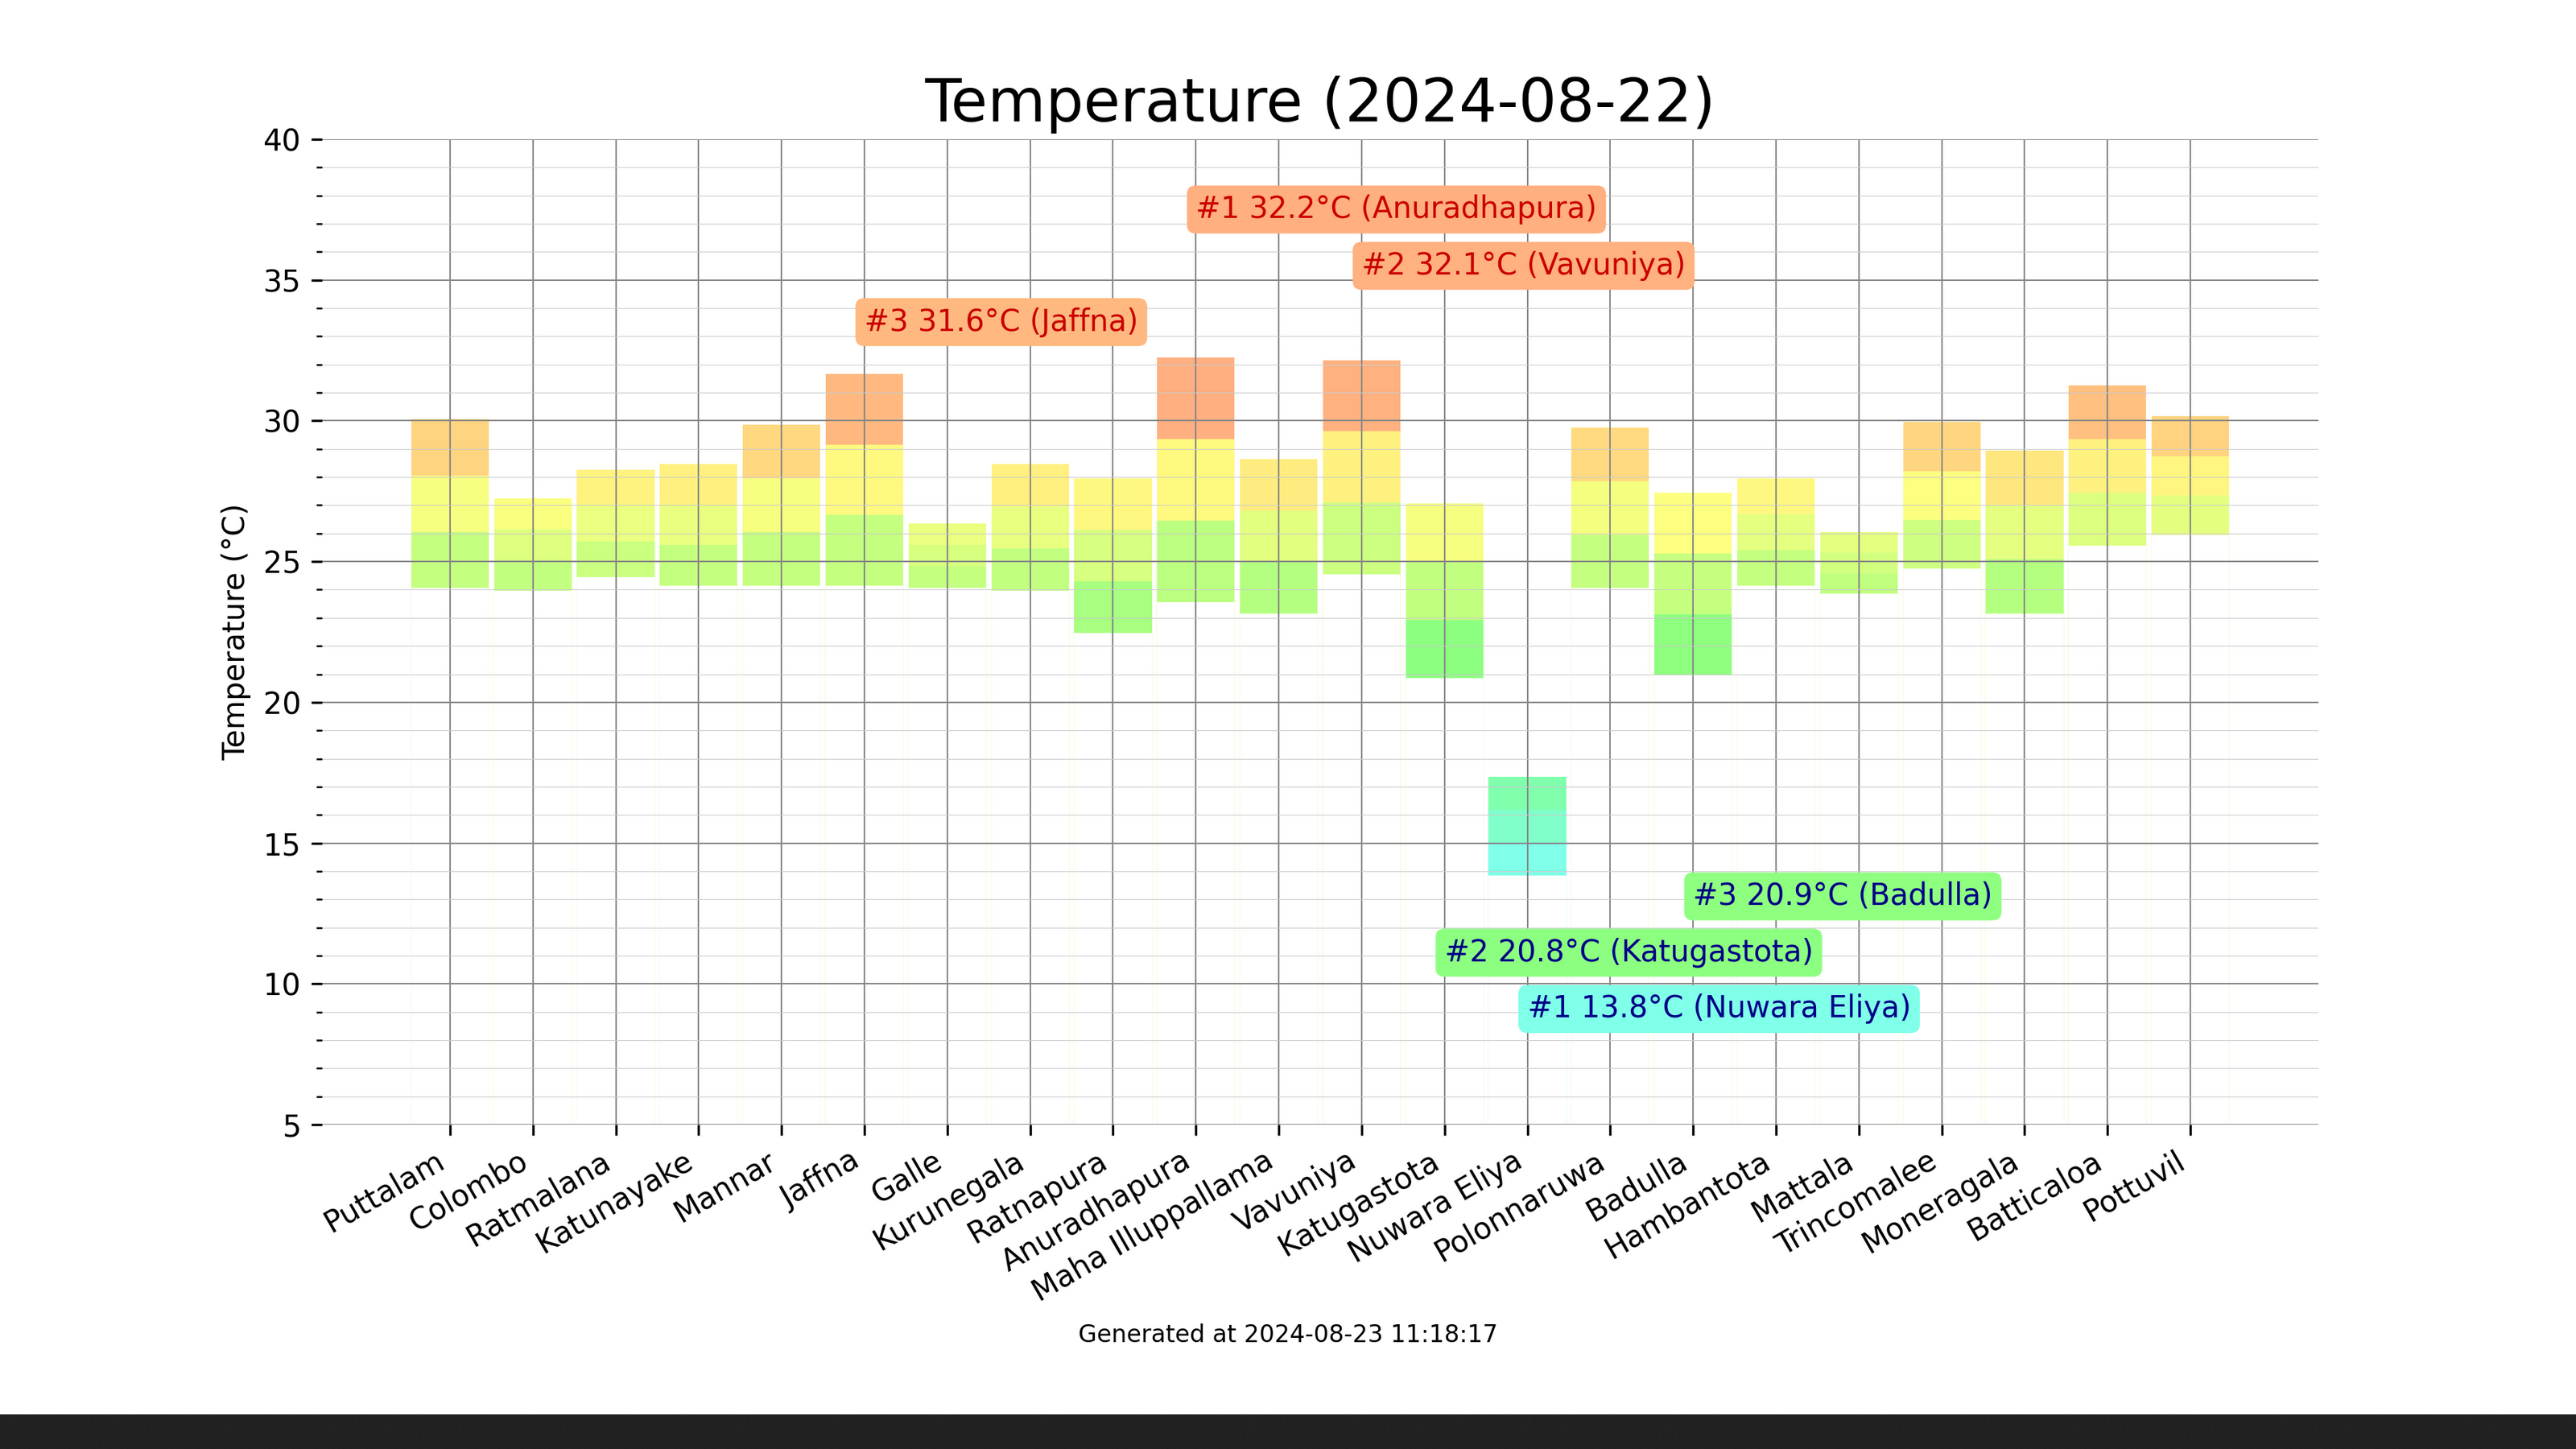 Temperature (2024-08-22)
40
35
30
25
20
15
10
5
Temperature (°C)
#1 32.2°C (Anuradhapura)
#2 32.1°C (Vavuniya)
#3 31.6°C (Jaffna)
#3 20.9°C (Badulla)
#2 20.8°C (Katugastota)
#1 13.8°C (Nuwara Eliya)
Puttalam
Colombo
Ratmalana
Katunayake
Mannar
Jaffna
Galle
Kurunegala
Ratnapura
Anuradhapura
Maha Illuppallama
Vavuniya
Katugastota
Nuwara Eliya
Polonnaruwa
Badulla
Hambantota
Mattala
Trincomalee
Moneragala
Batticaloa
Pottuvil
Generated at 2024-08-23 11:18:17